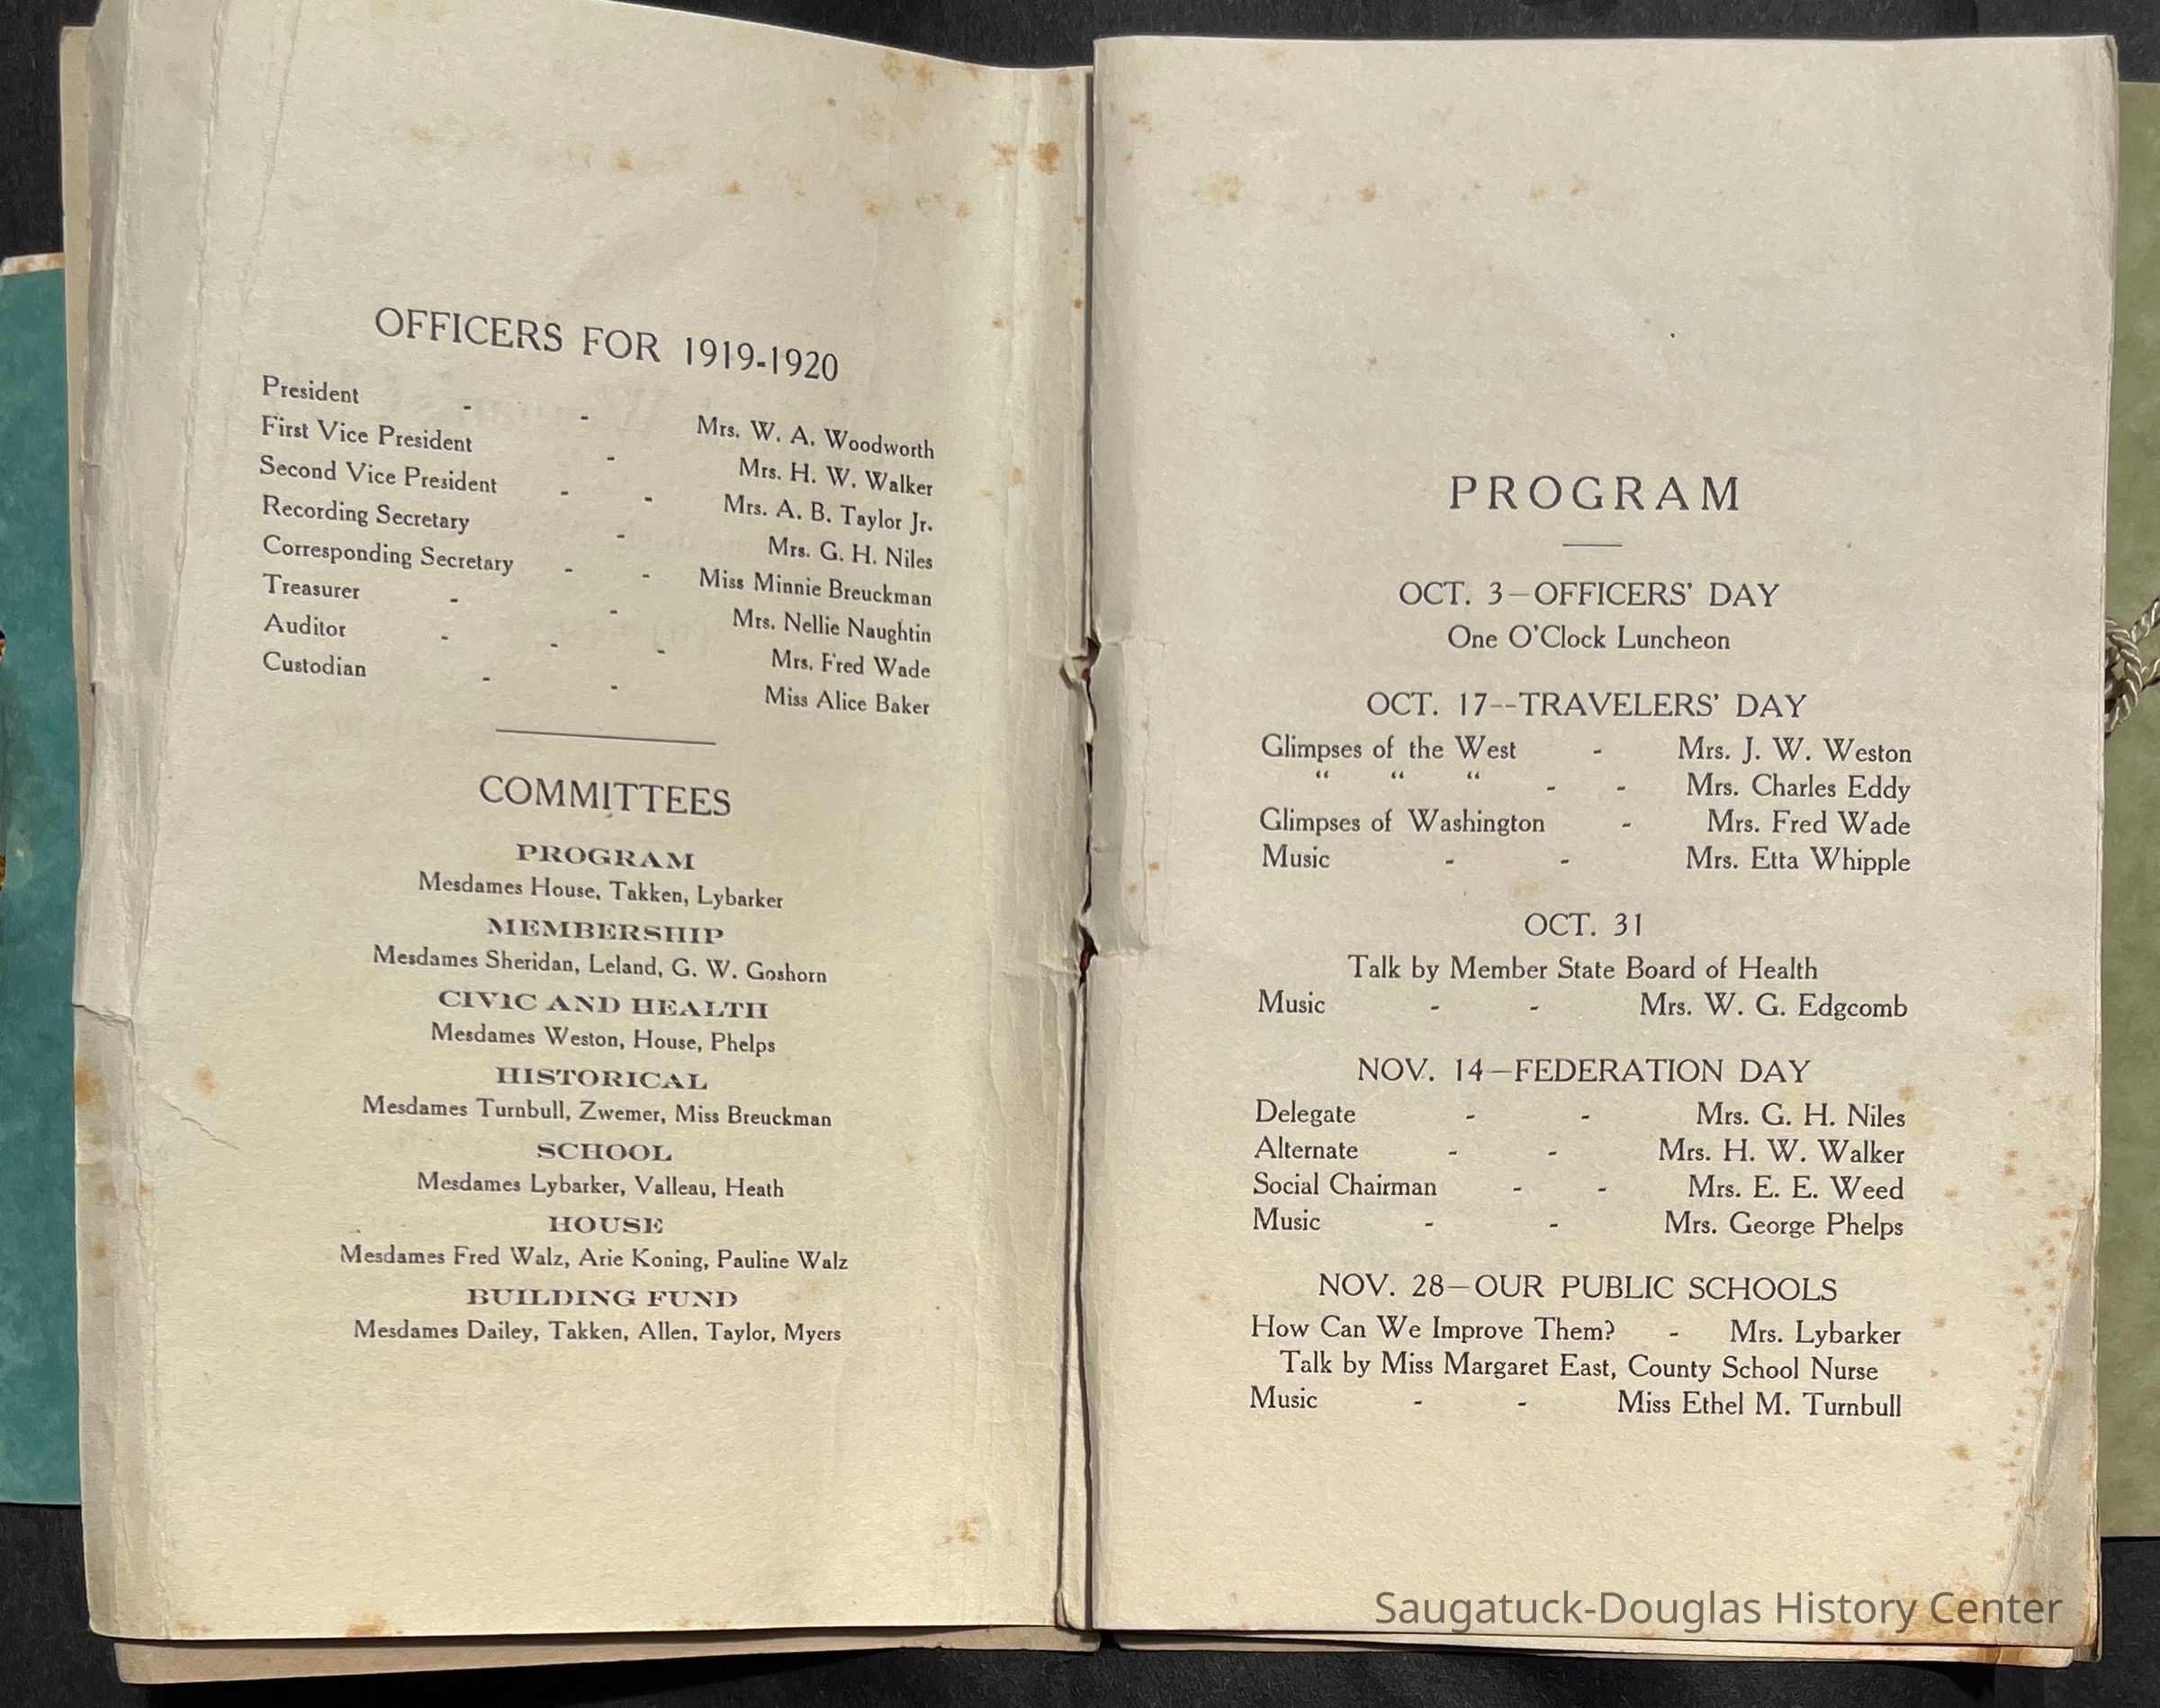 OFFICERS FOR 1919-1920
President - - Mrs. W. A. Woodworth
First Vice President - Mrs. H. W. Walker
Second Vice President - - Mrs. A. B. Taylor Jr.
Recording Secretary - Mrs. G. H. Niles
Corresponding Secretary - - Miss Minnie Breuckman
Treasurer - - Mrs. Nellie Naughtin
Auditor - - - Mrs. Fred Wade
Custodian - - Miss Alice Baker
COMMITTEES
PROGRAM
Mesdames House, Takken, Lybarker
MEMBERSHIP
Mesdames Sheridan, Leland, G. W. Goshorn
CIVIC AND HEALTH
Mesdames Weston, House, Phelps
HISTORICAL
Mesdames Turnbull, Zwemer, Miss Breuckman
SCHOOL
Mesdames Lybarker, Valleau, Heath
HOUSE
Mesdames Fred Walz, Arie Koning, Pauline Walz
BUILDING FUND
Mesdames Dailey, Takken, Allen, Taylor, Myers
PROGRAM
OCT. 3—OFFICERS' DAY
One O'Clock Luncheon
OCT. 17--TRAVELERS' DAY
Glimpses of the West - Mrs. J. W. Weston
“ “ “ - - Mrs. Charles Eddy
Glimpses of Washington - Mrs. Fred Wade
Music - - Mrs. Etta Whipple
OCT. 31
Talk by Member State Board of Health
Music - - Mrs. W. G. Edgcomb
NOV. 14—FEDERATION DAY
Delegate - - Mrs. G. H. Niles
Alternate - - Mrs. H. W. Walker
Social Chairman - - Mrs. E. E. Weed
Music - - Mrs. George Phelps
NOV. 28—OUR PUBLIC SCHOOLS
How Can We Improve Them? - Mrs. Lybarker
Talk by Miss Margaret East, County School Nurse
Music - - Miss Ethel M. Turnbull
Saugatuck-Douglas History Center